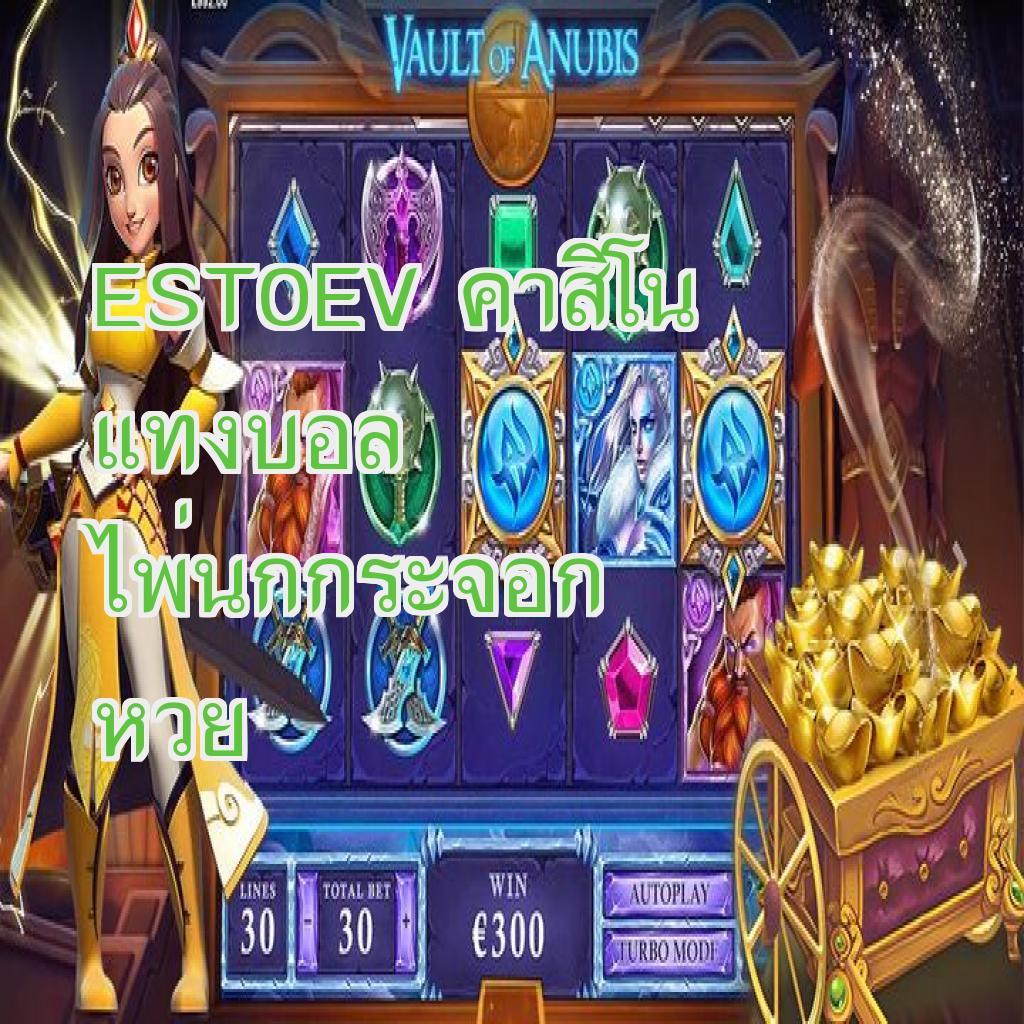 VAULT OF ANUBIS
ESTOEV คาสิโน
แทงบอล
ไพ่นกกระจอก
หวย
LINES
30
TOTAL BET
- 30 +
WIN
€300
AUTOPLAY
TURBO MODE